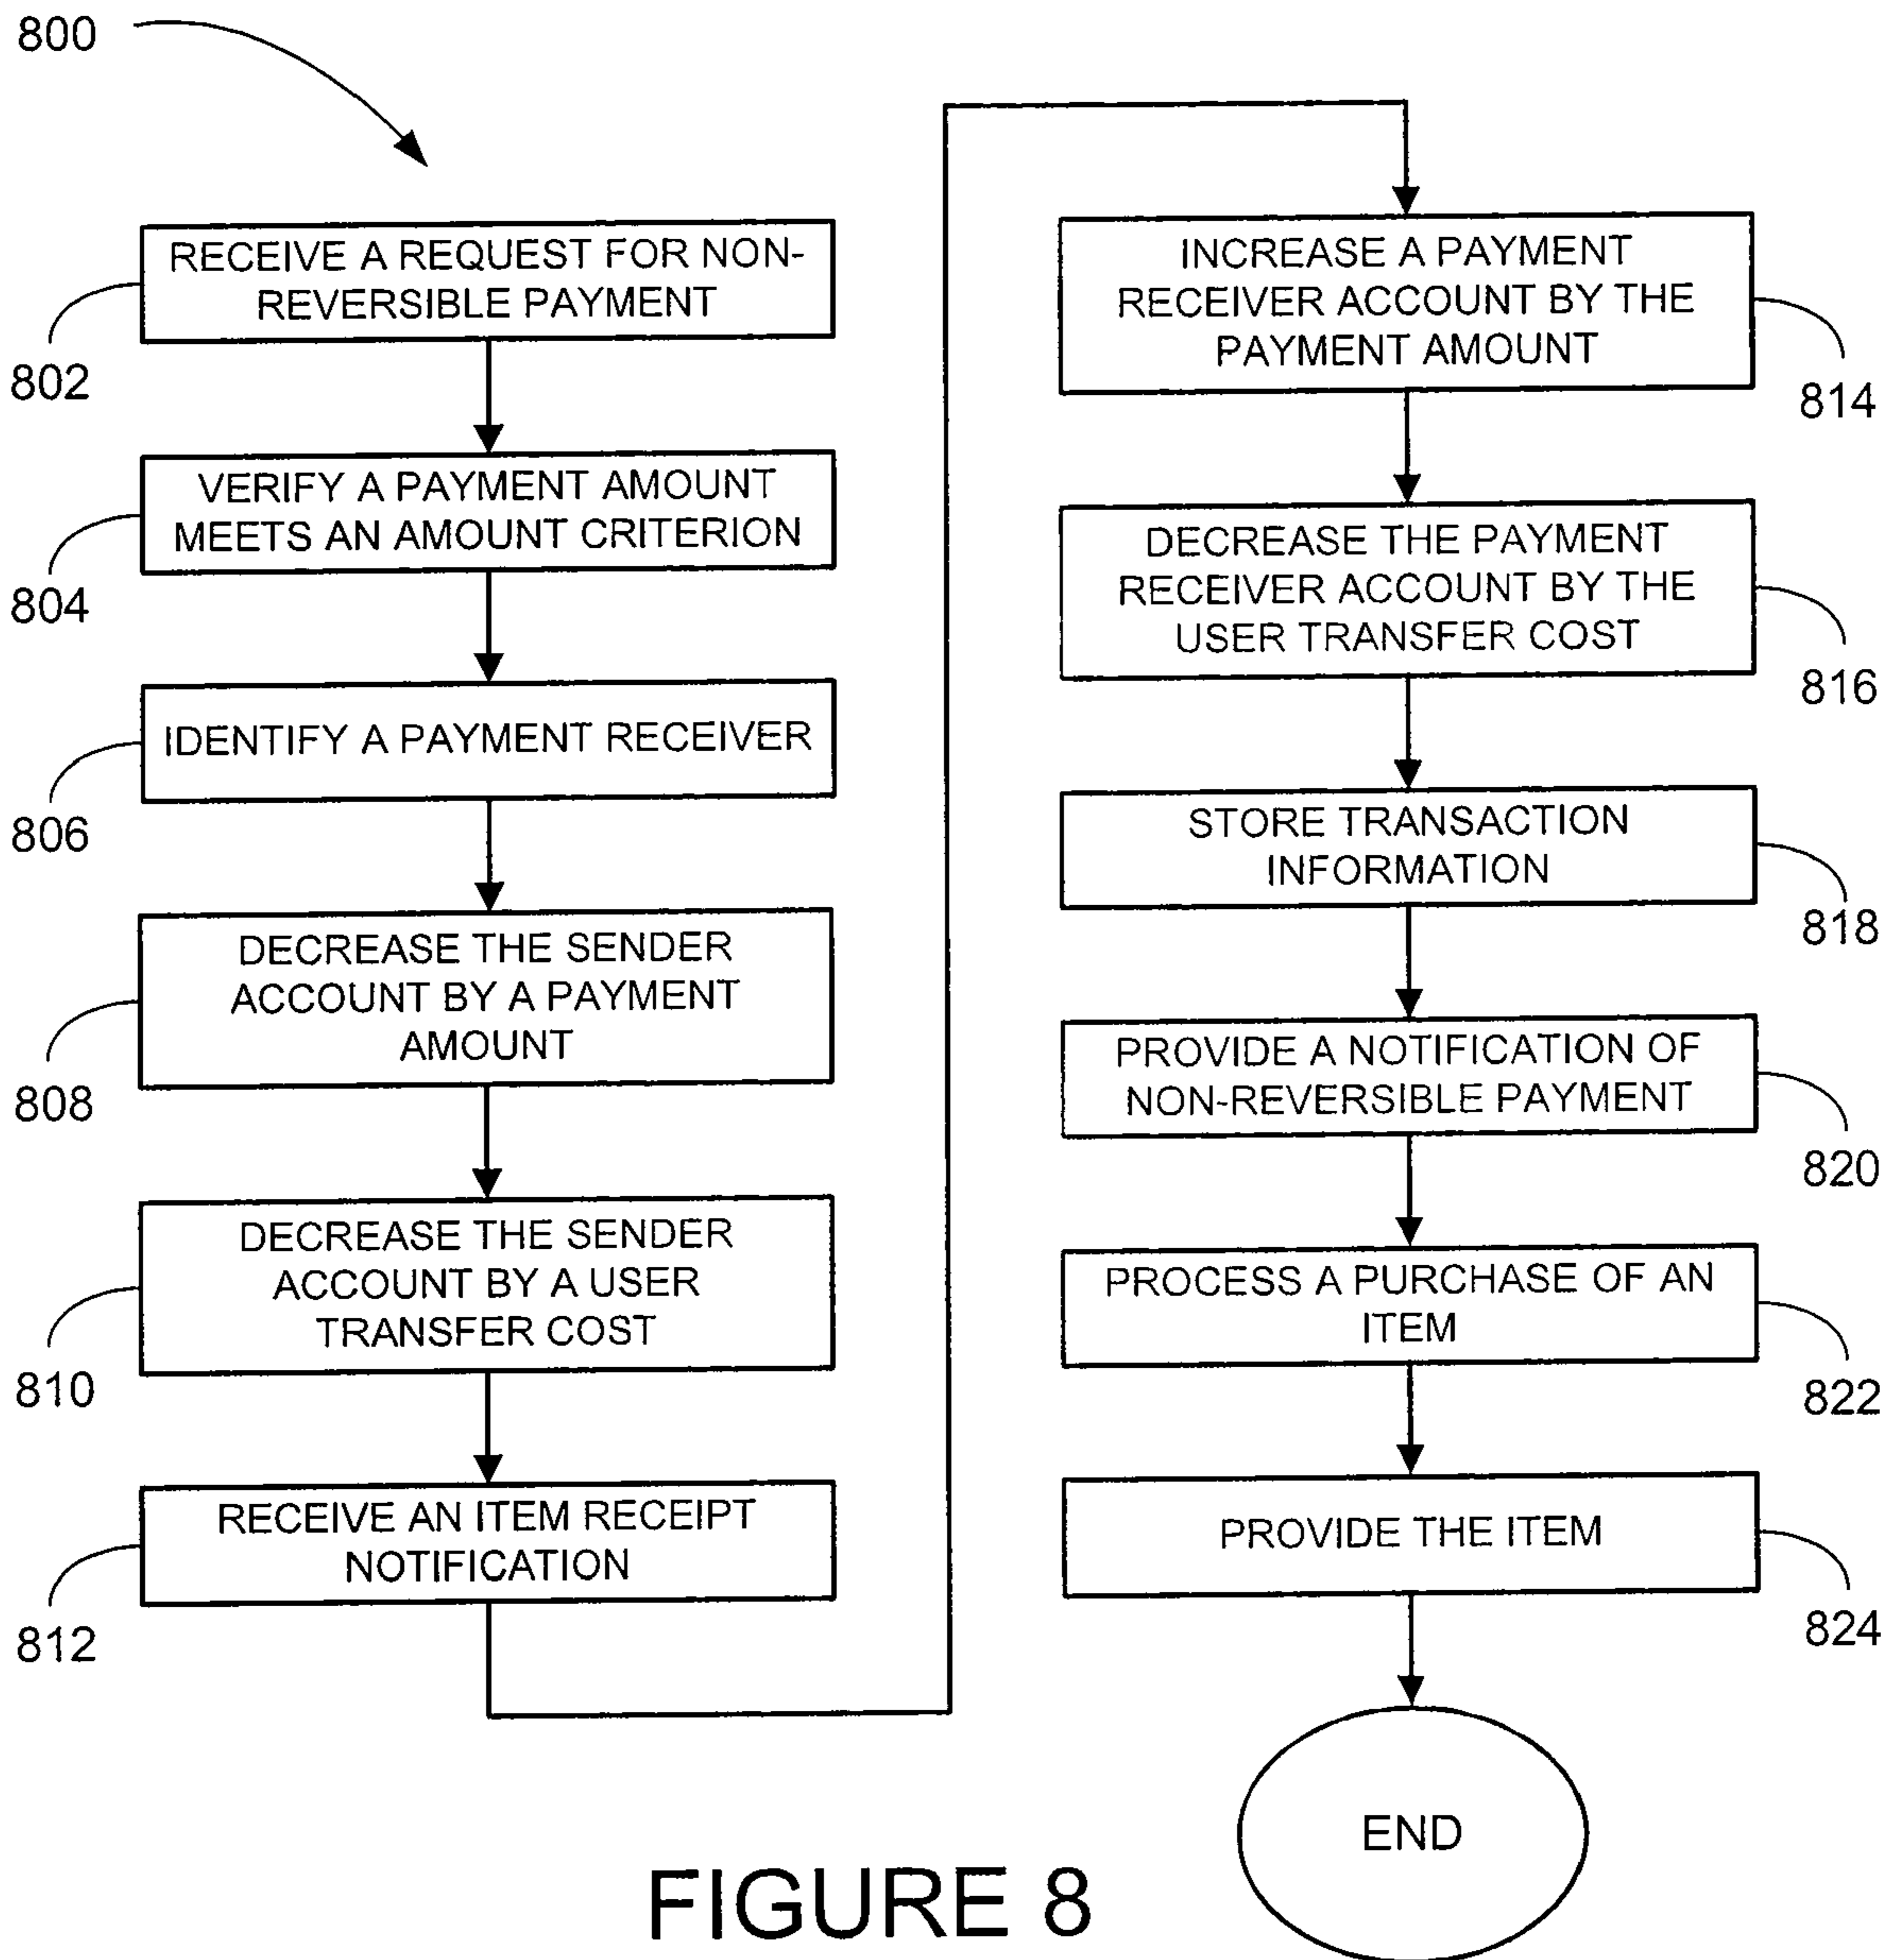 800
RECEIVE A REQUEST FOR NON-
REVERSIBLE PAYMENT
802
VERIFY A PAYMENT AMOUNT
MEETS AN AMOUNT CRITERION
804
IDENTIFY A PAYMENT RECEIVER
806
DECREASE THE SENDER
ACCOUNT BY A PAYMENT
AMOUNT
808
DECREASE THE SENDER
ACCOUNT BY A USER
TRANSFER COST
810
RECEIVE AN ITEM RECEIPT
NOTIFICATION
812
INCREASE A PAYMENT
RECEIVER ACCOUNT BY THE
PAYMENT AMOUNT
814
DECREASE THE PAYMENT
RECEIVER ACCOUNT BY THE
USER TRANSFER COST
816
STORE TRANSACTION
INFORMATION
818
PROVIDE A NOTIFICATION OF
NON-REVERSIBLE PAYMENT
820
PROCESS A PURCHASE OF AN
ITEM
822
PROVIDE THE ITEM
824
END
FIGURE 8